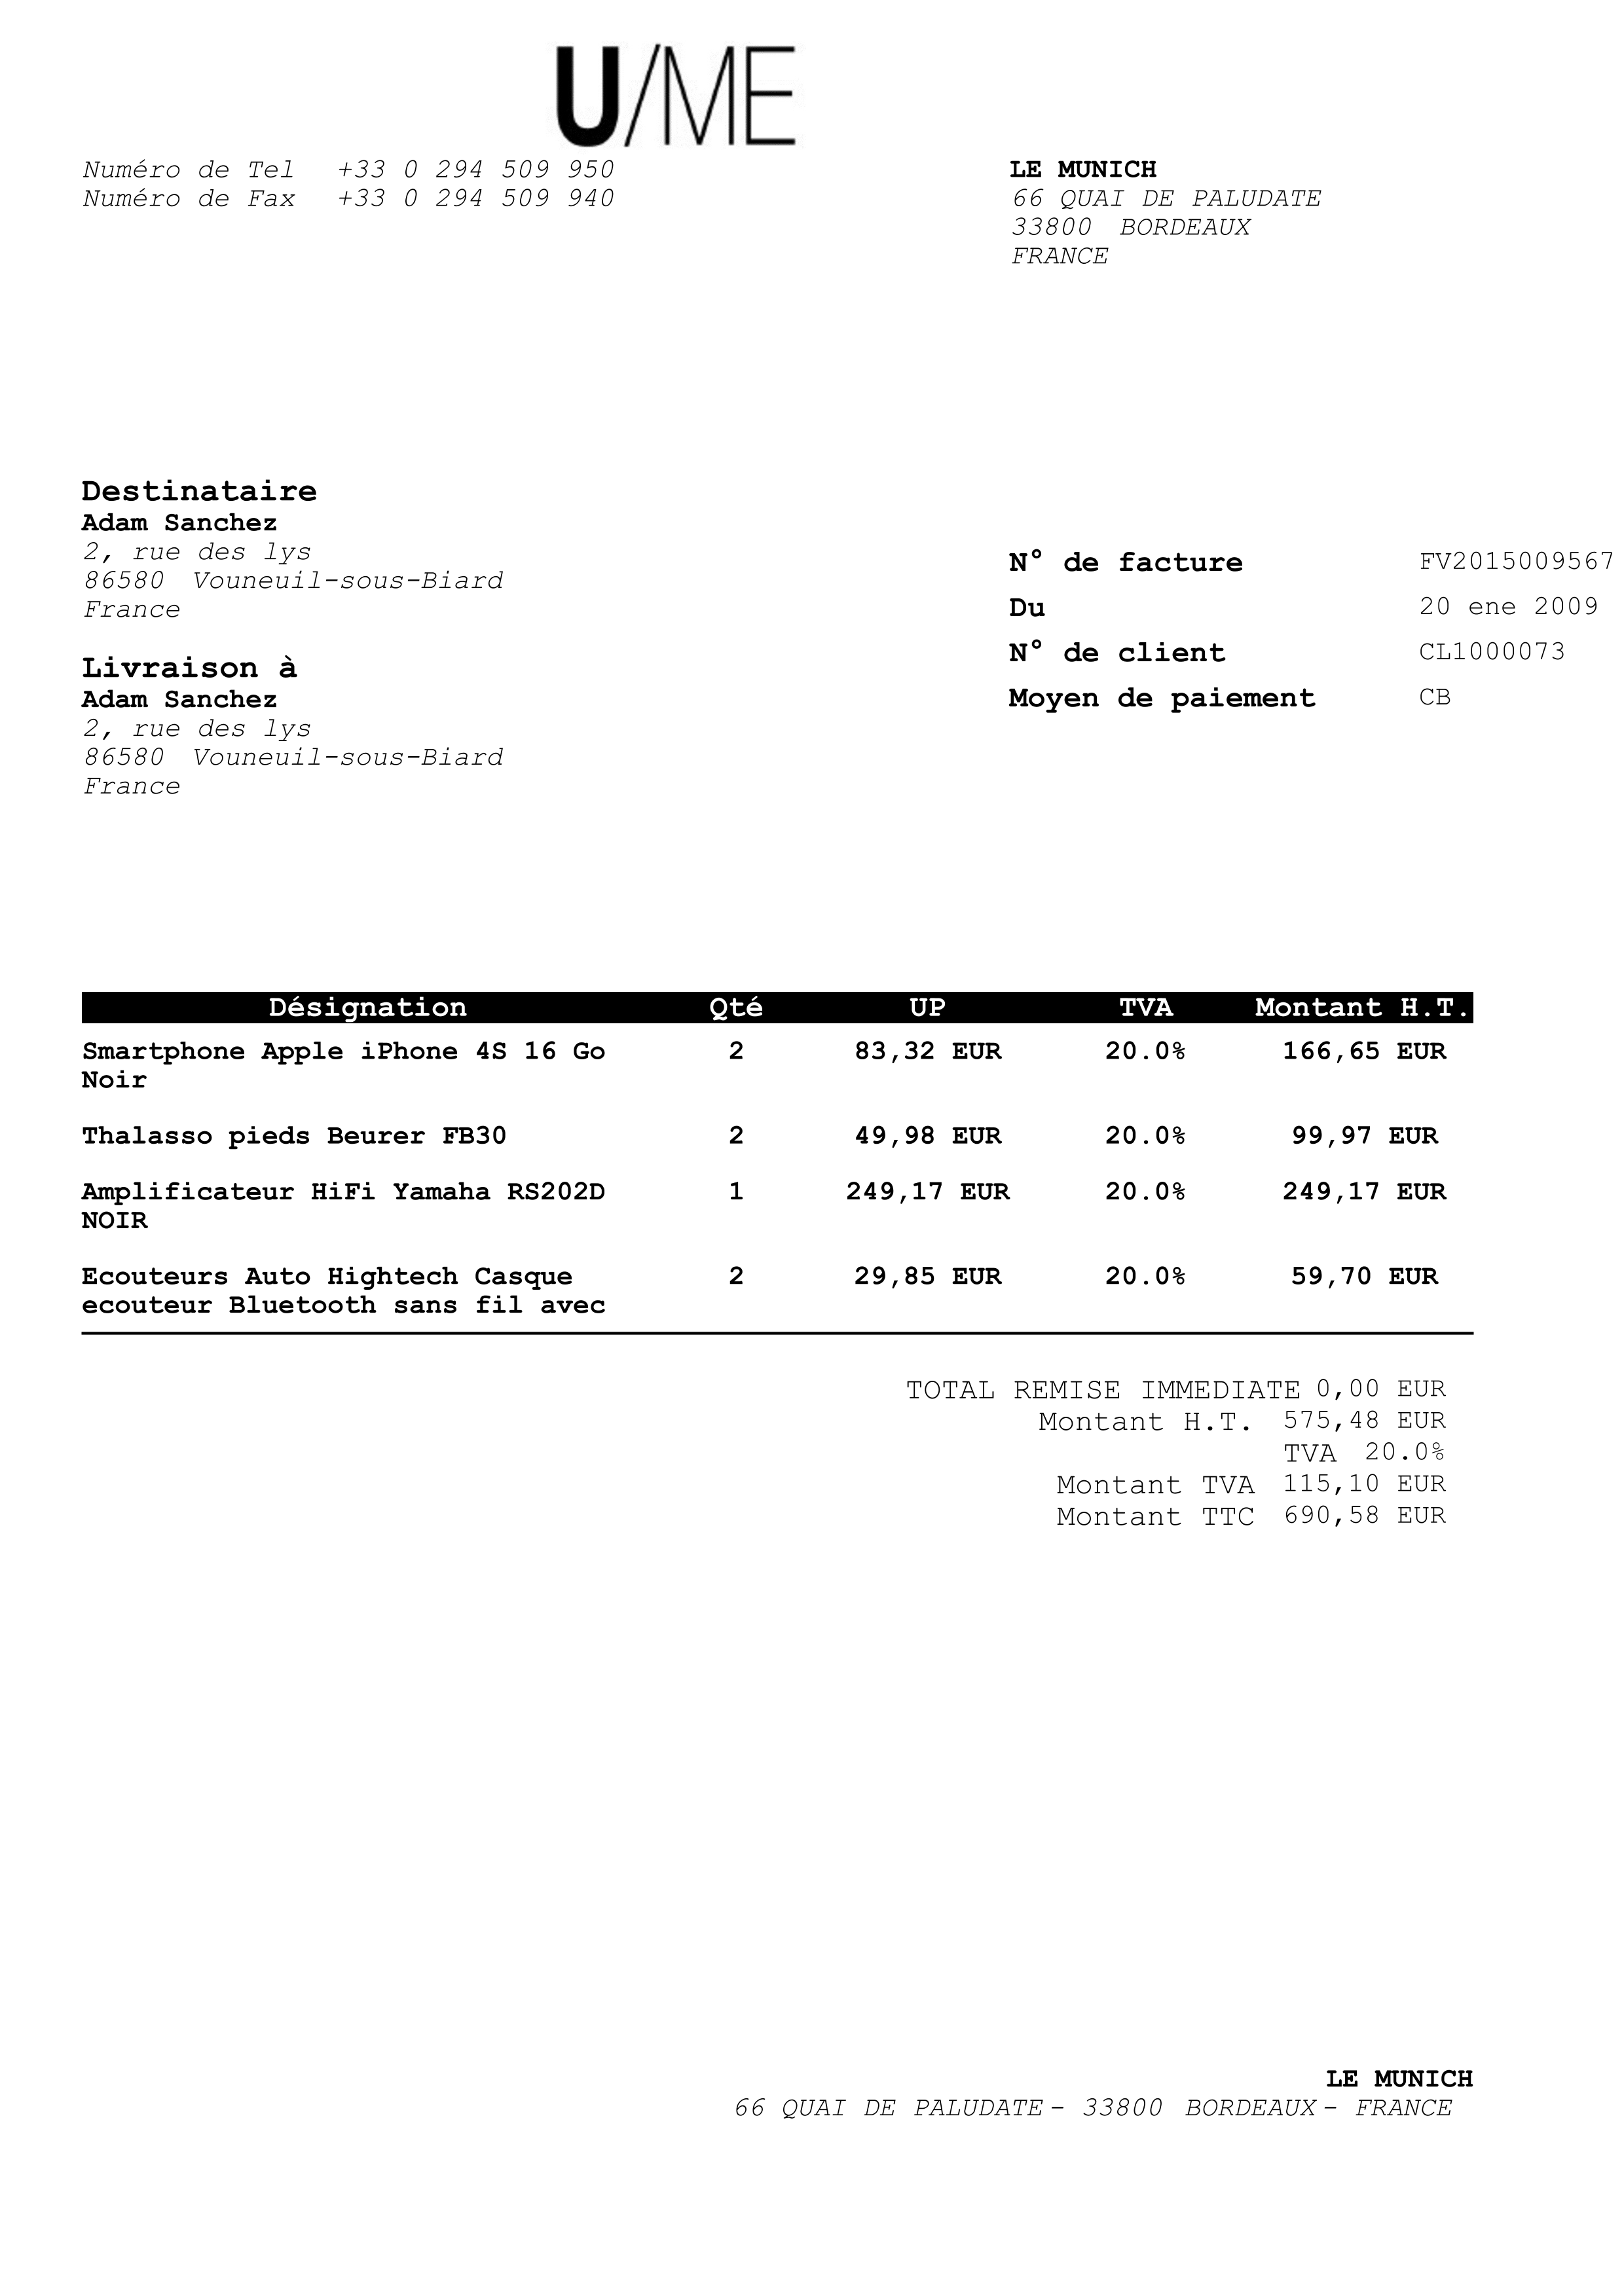 U/ME
Numéro de Tel +33 0 294 509 950
Numéro de Fax +33 0 294 509 940
LE MUNICH
66 QUAI DE PALUDATE
33800 BORDEAUX
FRANCE
Destinataire
Adam Sanchez
2, rue des lys
86580 Vouneuil-sous-Biard
France
Livraison à
Adam Sanchez
2, rue des lys
86580 Vouneuil-sous-Biard
France
N° de facture FV2015009567
Du 20 ene 2009
N° de client CL1000073
Moyen de paiement CB
Désignation Qté UP TVA Montant H.T.
Smartphone Apple iPhone 4S 16 Go 2 83,32 EUR 20.0% 166,65 EUR
Noir
Thalasso pieds Beurer FB30 2 49,98 EUR 20.0% 99,97 EUR
Amplificateur HiFi Yamaha RS202D 1 249,17 EUR 20.0% 249,17 EUR
NOIR
Ecouteurs Auto Hightech Casque 2 29,85 EUR 20.0% 59,70 EUR
ecouteur Bluetooth sans fil avec
TOTAL REMISE IMMEDIATE 0,00 EUR
Montant H.T. 575,48 EUR
TVA 20.0%
Montant TVA 115,10 EUR
Montant TTC 690,58 EUR
LE MUNICH
66 QUAI DE PALUDATE - 33800 BORDEAUX - FRANCE